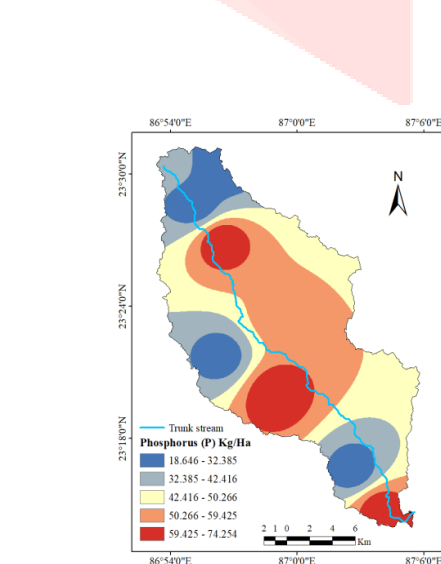 86°54'0"E 87°0'0"E 87°6'0"E
23°30'0"N
N
23°24'0"N
23°18'0"N
Trunk stream
Phosphorus (P) Kg/Ha
18.646 - 32.385
32.385 - 42.416
42.416 - 50.266
50.266 - 59.425
59.425 - 74.254
2 1 0 2 4 6
Km
86°54'0"E 87°0'0"E 87°6'0"E